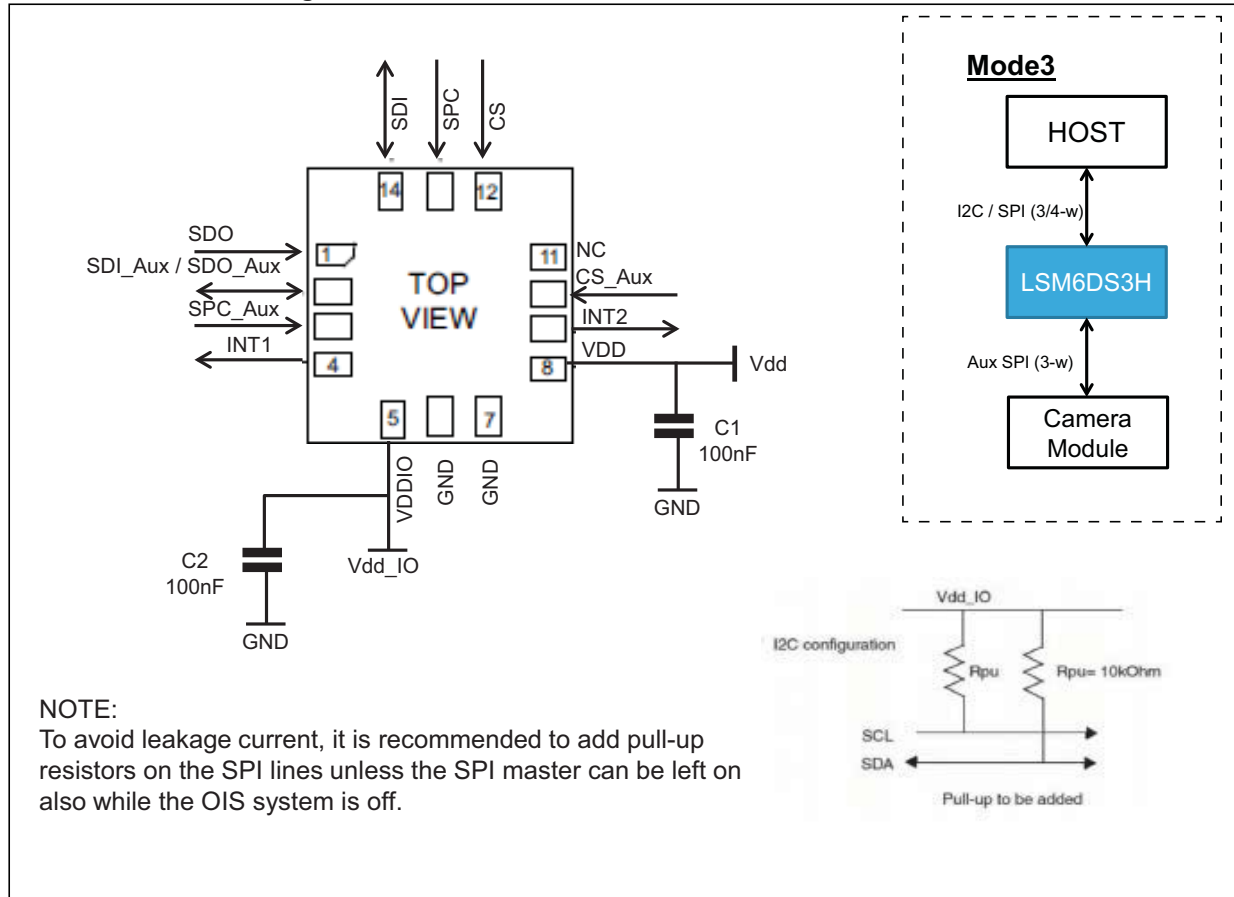 SDI
SPC
CS
14
12
SDO
1
SDI_Aux / SDO_Aux
SPC_Aux
INT1
4
TOP
VIEW
11
NC
CS_Aux
INT2
VDD
8
Vdd
5
7
VDDIO
GND
GND
C1
100nF
GND
C2
100nF
Vdd_IO
GND
Mode3
HOST
I2C / SPI (3/4-w)
LSM6DS3H
Aux SPI (3-w)
Camera
Module
Vdd_IO
I2C configuration
Rpu
Rpu= 10kOhm
SCL
SDA
Pull-up to be added
NOTE:
To avoid leakage current, it is recommended to add pull-up
resistors on the SPI lines unless the SPI master can be left on
also while the OIS system is off.